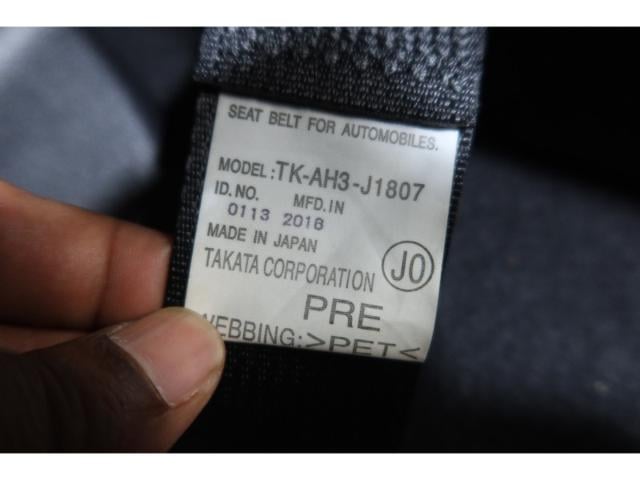 SEAT BELT FOR AUTOMOBILES.
MODEL:TK-AH3-J1807
ID.NO. MFD.IN
0113 2016
MADE IN JAPAN
TAKATA CORPORATION JO
PRE
WEBBING:>PET<